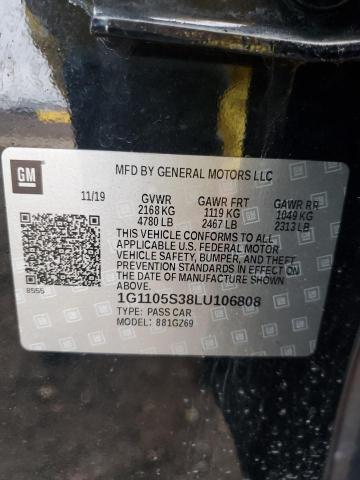 GM
MFD BY GENERAL MOTORS LLC
11/19 GVWR GAWR FRT GAWR RR
2168 KG 1119 KG 1049 KG
4780 LB 2467 LB 2313 LB
THIS VEHICLE CONFORMS TO ALL
APPLICABLE U.S. FEDERAL MOTOR
VEHICLE SAFETY, BUMPER, AND THEFT
PREVENTION STANDARDS IN EFFECT ON
THE DATE OF MANUFACTURE SHOWN
ABOVE.
8555
1G1105S38LU106808
TYPE: PASS CAR
MODEL: 881GZ69